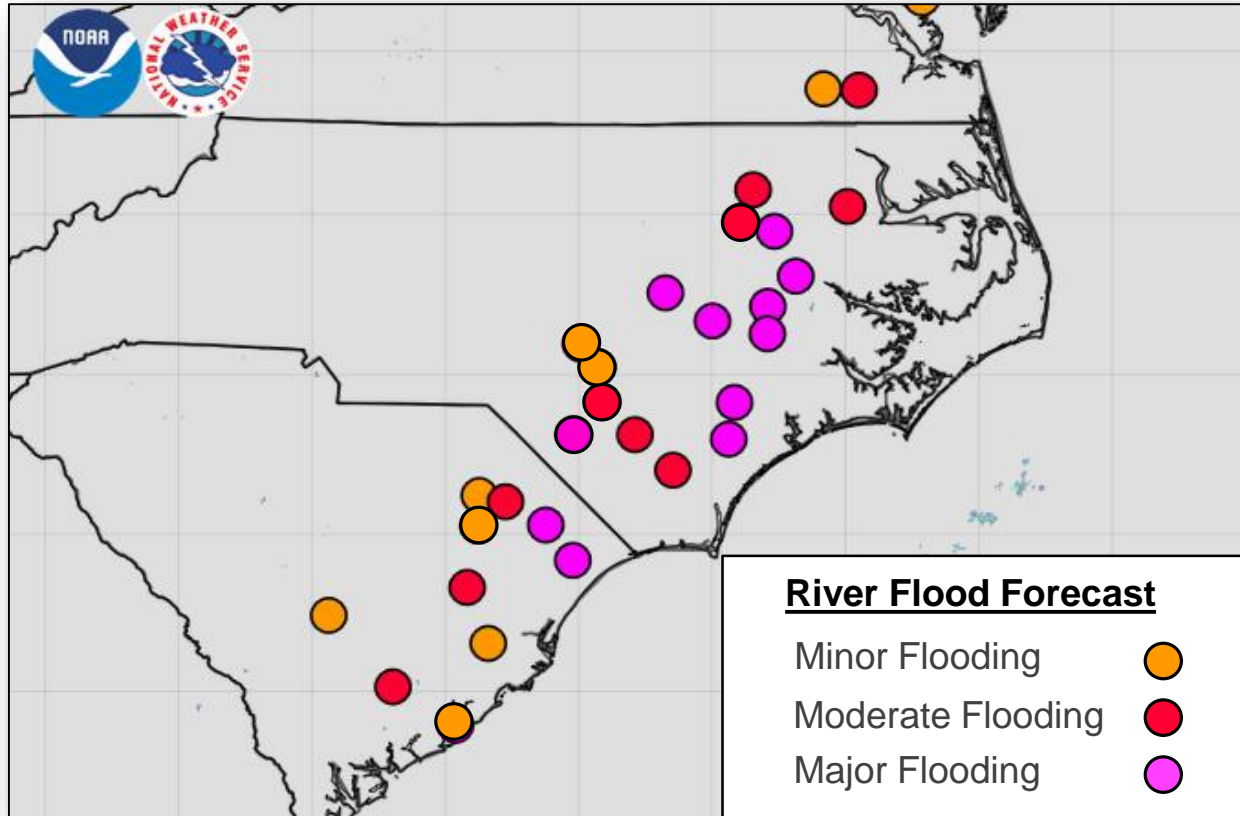 NOAA
NATIONAL WEATHER SERVICE
River Flood Forecast
Minor Flooding
Moderate Flooding
Major Flooding